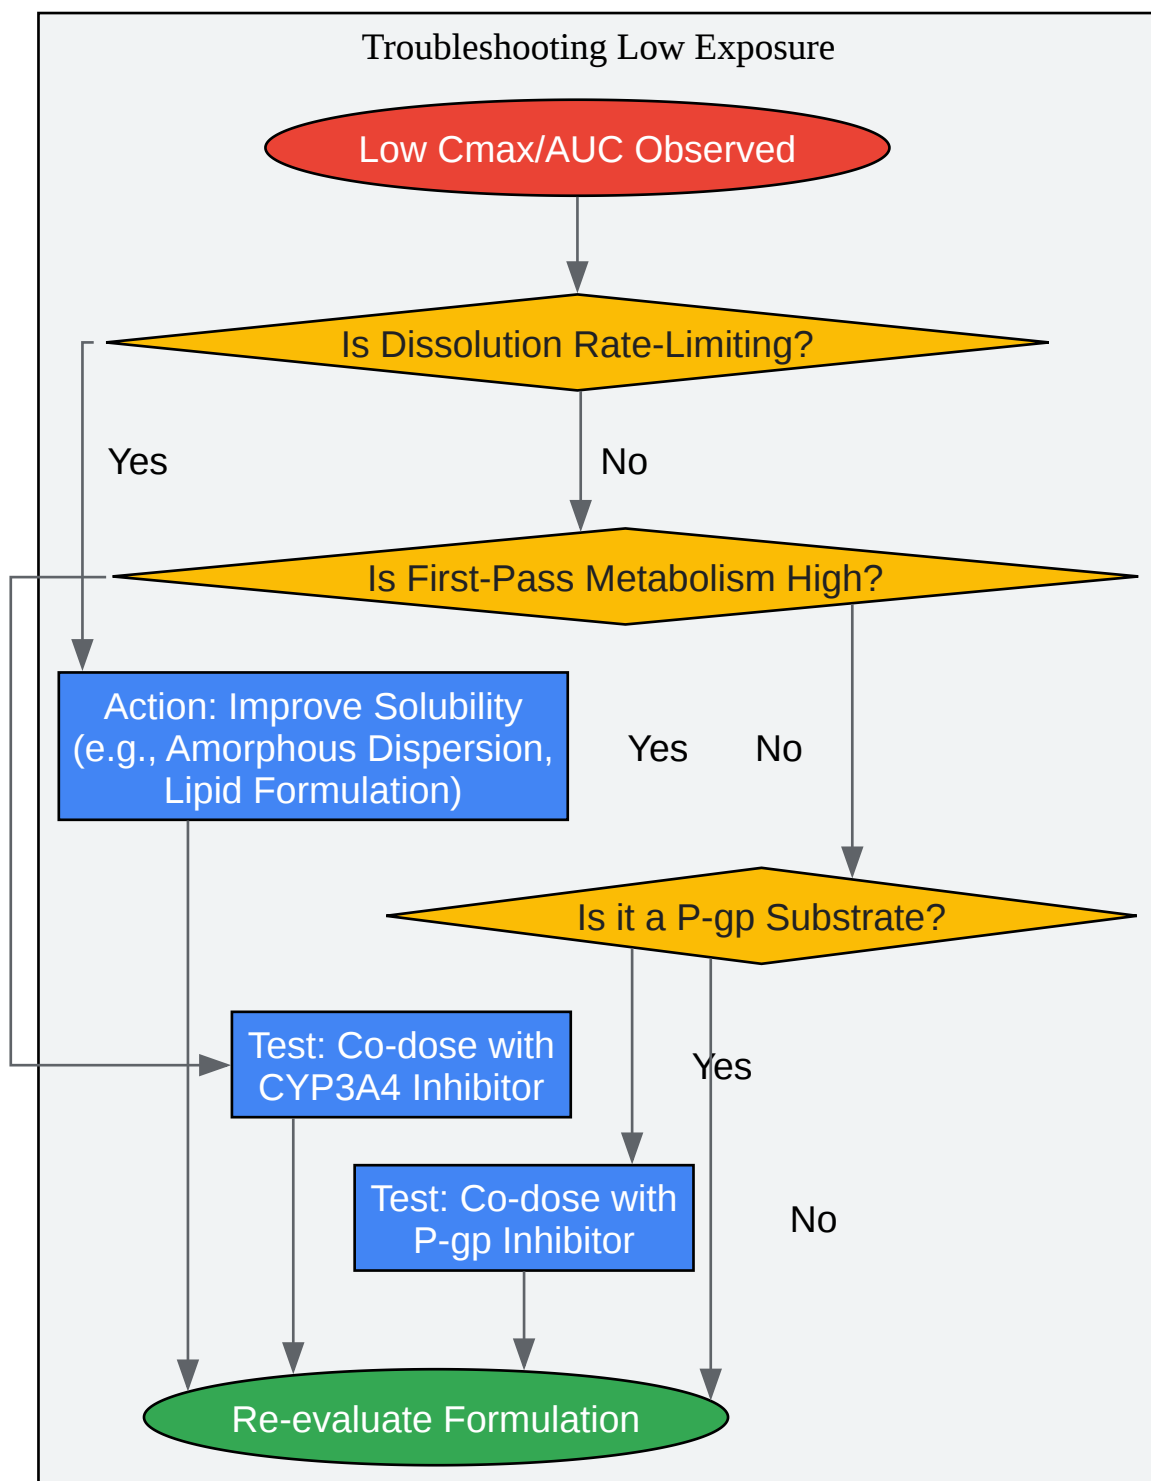 Troubleshooting Low Exposure
Low Cmax/AUC Observed
Is Dissolution Rate-Limiting?
Yes
No
Is First-Pass Metabolism High?
Action: Improve Solubility
(e.g., Amorphous Dispersion,
Lipid Formulation)
Yes
No
Is it a P-gp Substrate?
Test: Co-dose with
CYP3A4 Inhibitor
Yes
Test: Co-dose with
P-gp Inhibitor
No
Re-evaluate Formulation